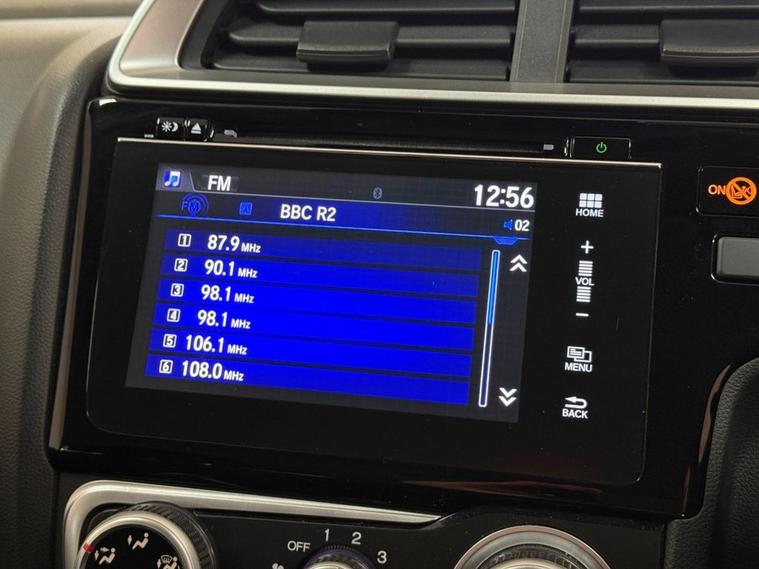 FM 12:56
FM BBC R2 02
1 87.9 MHz
2 90.1 MHz
3 98.1 MHz
4 98.1 MHz
5 106.1 MHz
6 108.0 MHz
HOME
+
VOL
−
MENU
BACK
ON
OFF 1 2 3